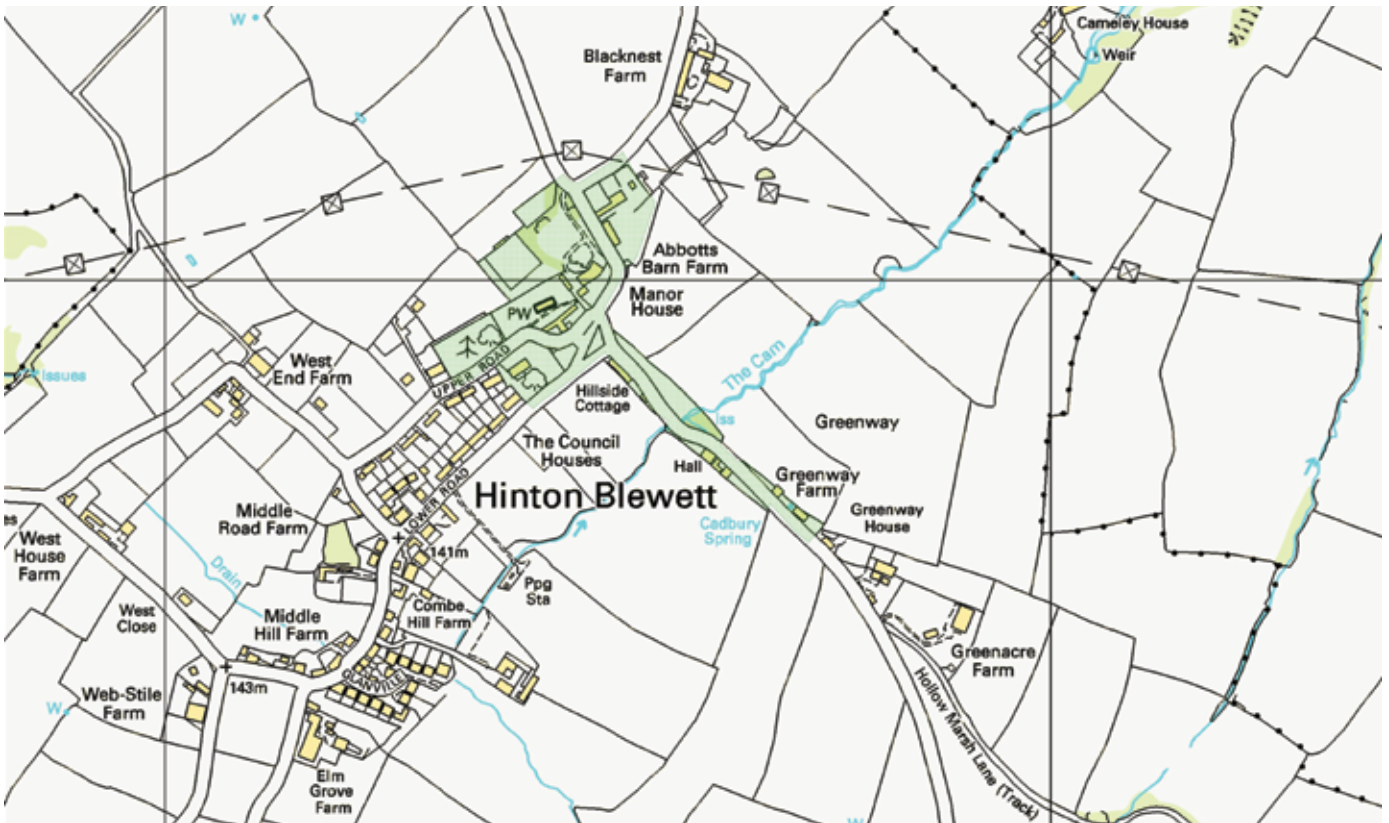 W
Cameley House
Weir
Blacknest
Farm
Abbotts
Barn Farm
Manor
House
PW
UPPER ROAD
West
End Farm
Issues
Hillside
Cottage
The Cam
Iss
Greenway
The Council
Houses
Hall
Greenway
Farm
LOWER ROAD
Hinton Blewett
Greenway
House
Cadbury
Spring
Middle
Road Farm
141m
West
House
Farm
Drain
Ppg
Sta
West
Close
Combe
Hill Farm
Middle
Hill Farm
Greenacre
Farm
GLANVILLE
143m
Web-Stile
Farm
W
Hollow Marsh Lane (Track)
Elm
Grove
Farm
W